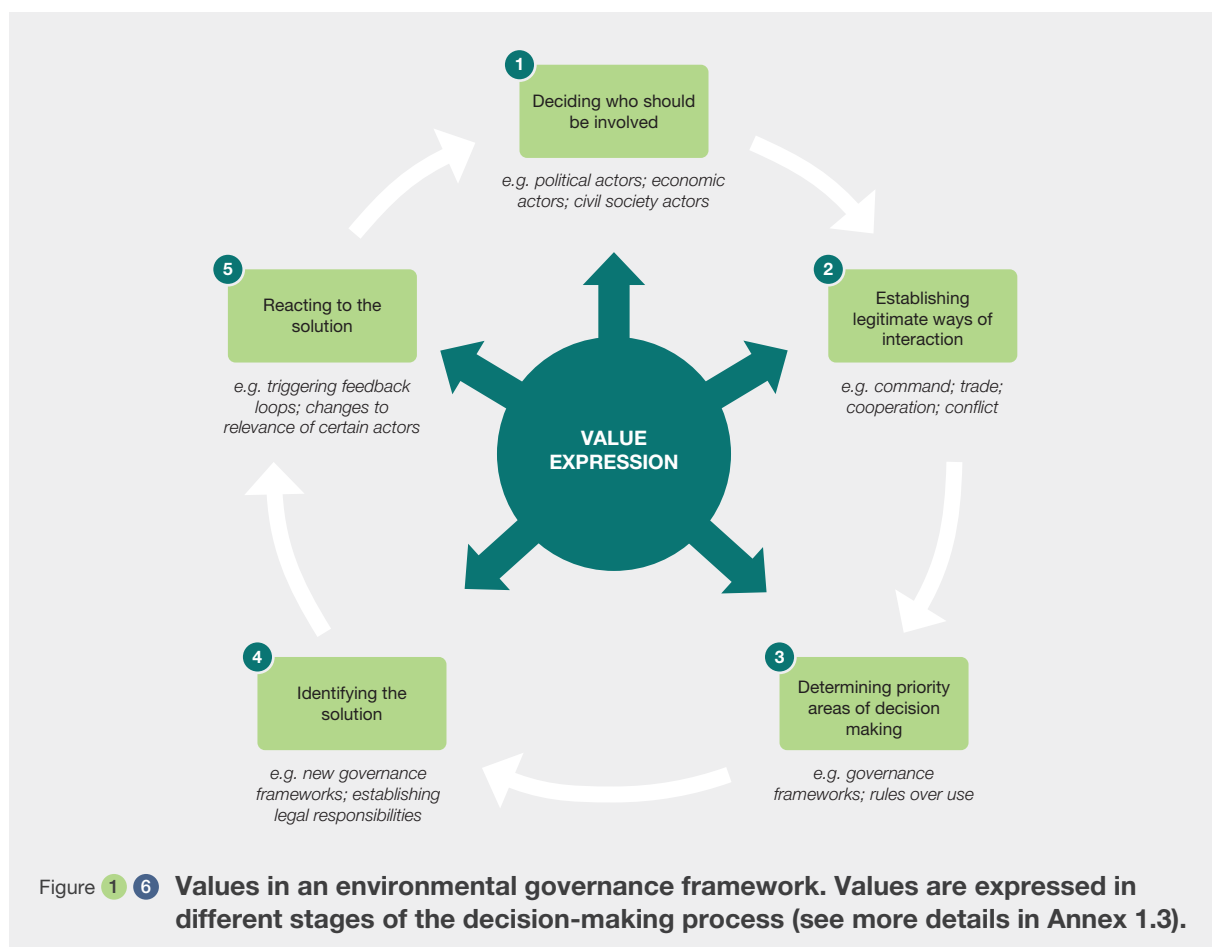 1
Deciding who should
be involved
e.g. political actors; economic
actors; civil society actors
2
Establishing
legitimate ways of
interaction
e.g. command; trade;
cooperation; conflict
3
Determining priority
areas of decision
making
e.g. governance
frameworks; rules over use
4
Identifying the
solution
e.g. new governance
frameworks; establishing
legal responsibilities
5
Reacting to the
solution
e.g. triggering feedback
loops; changes to
relevance of certain actors
VALUE
EXPRESSION
Figure 1 6 Values in an environmental governance framework. Values are expressed in
different stages of the decision-making process (see more details in Annex 1.3).